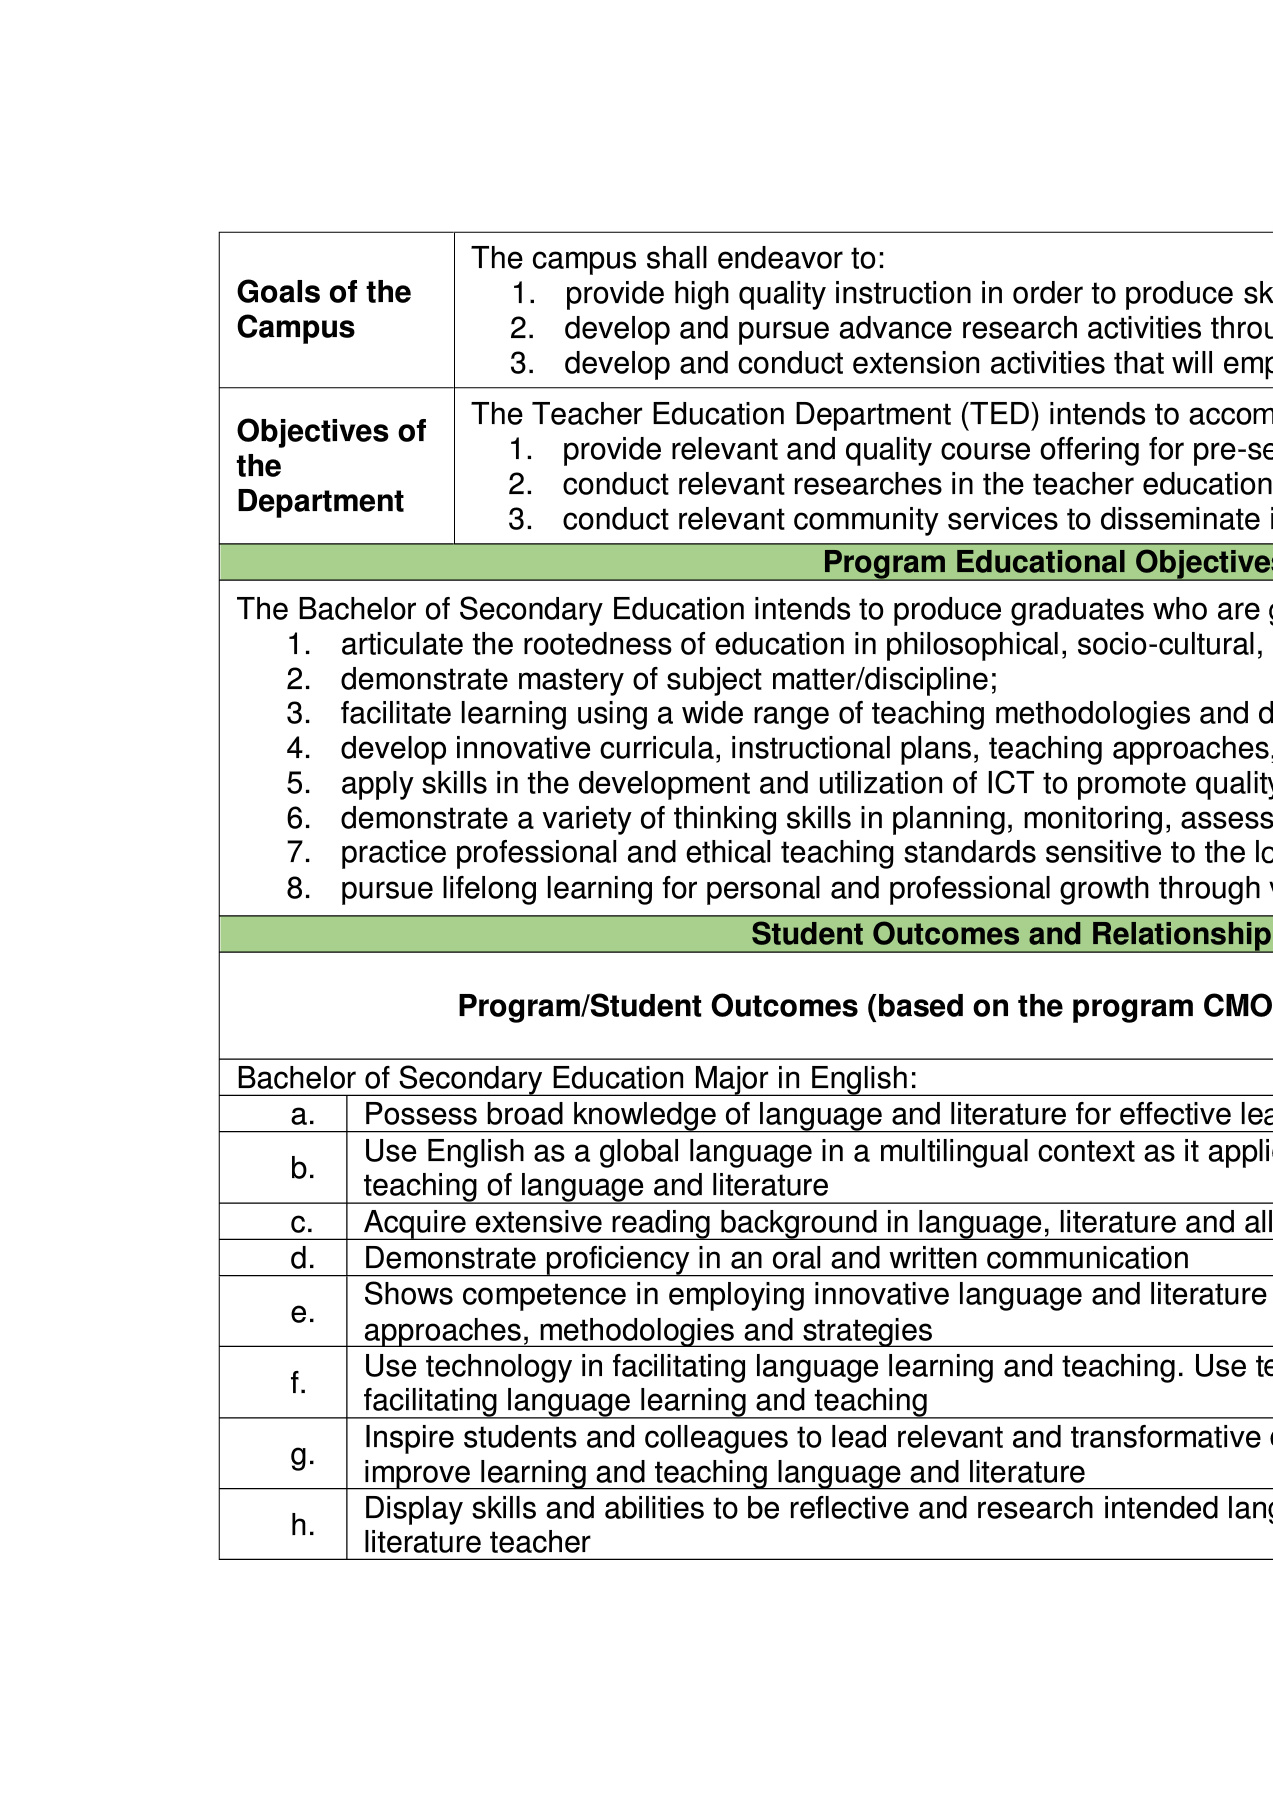 Goals of the
Campus
The campus shall endeavor to:
1. provide high quality instruction in order to produce
2. develop and pursue advance research activities
3. develop and conduct extension activities that will
Objectives of
the
Department
The Teacher Education Department (TED) intends to
1. provide relevant and quality course offering for
2. conduct relevant researches in the teacher education
3. conduct relevant community services to disseminate
Program Educational Objectives
The Bachelor of Secondary Education intends to produce graduates who are
1. articulate the rootedness of education in philosophical, socio-cultural,
2. demonstrate mastery of subject matter/discipline;
3. facilitate learning using a wide range of teaching methodologies and
4. develop innovative curricula, instructional plans, teaching approaches,
5. apply skills in the development and utilization of ICT to promote quality
6. demonstrate a variety of thinking skills in planning, monitoring,
7. practice professional and ethical teaching standards sensitive to the
8. pursue lifelong learning for personal and professional growth through
Student Outcomes and Relationship
Program/Student Outcomes (based on the program CMO
Bachelor of Secondary Education Major in English:
a. Possess broad knowledge of language and literature for effective
b. Use English as a global language in a multilingual context as it
teaching of language and literature
c. Acquire extensive reading background in language, literature and
d. Demonstrate proficiency in an oral and written communication
e. Shows competence in employing innovative language and literature
approaches, methodologies and strategies
f. Use technology in facilitating language learning and teaching. Use
facilitating language learning and teaching
g. Inspire students and colleagues to lead relevant and transformative
improve learning and teaching language and literature
h. Display skills and abilities to be reflective and research intended
literature teacher